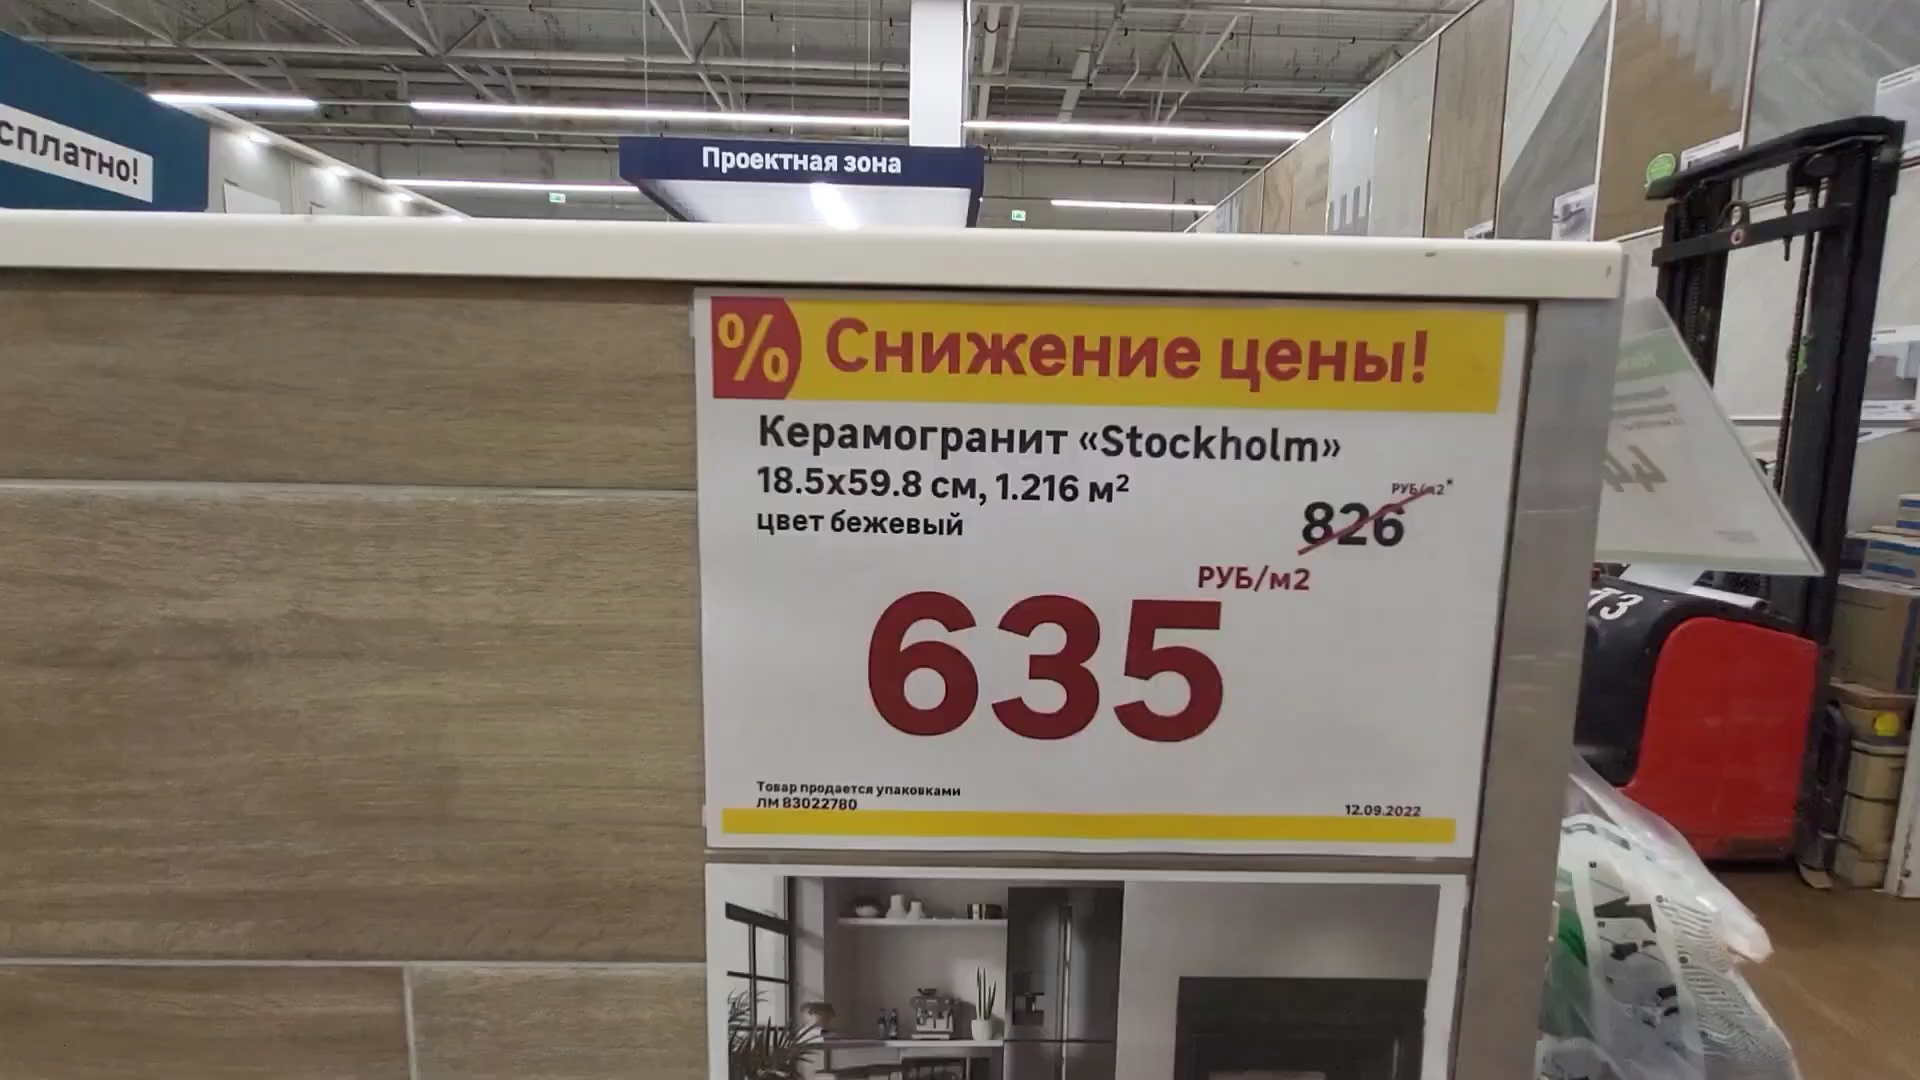 сплатно!
Проектная зона
% Снижение цены!
Керамогранит «Stockholm»
18.5x59.8 см, 1.216 м²
цвет бежевый
РУБ/м2*
826
РУБ/м2
635
Товар продается упаковками
ЛМ 83022780
12.09.2022